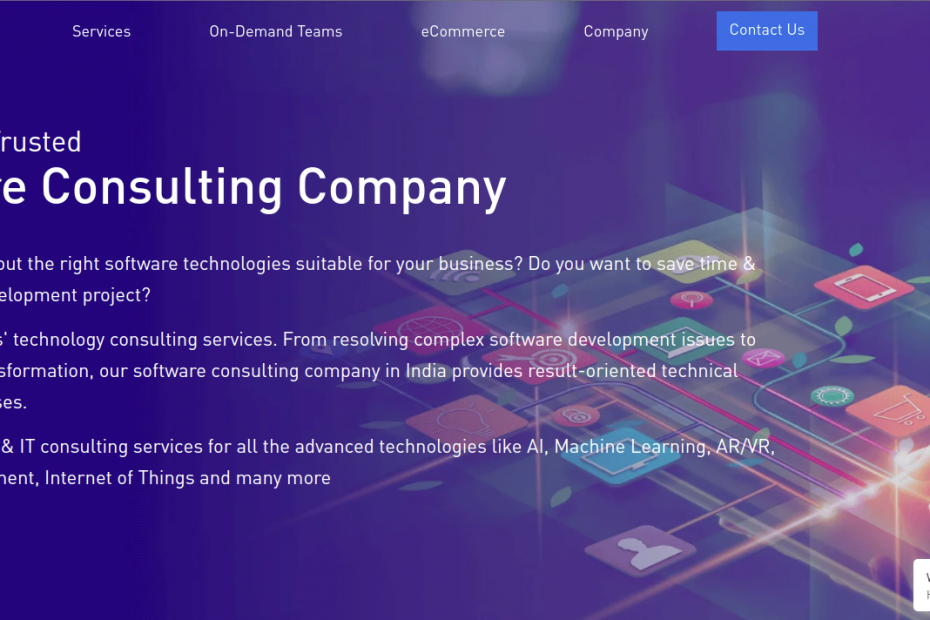 Services On-Demand Teams eCommerce Company Contact Us
rusted
e Consulting Company
out the right software technologies suitable for your business? Do you want to save time &
elopment project?
s' technology consulting services. From resolving complex software development issues to
sformation, our software consulting company in India provides result-oriented technical
ses.
& IT consulting services for all the advanced technologies like AI, Machine Learning, AR/VR,
ment, Internet of Things and many more